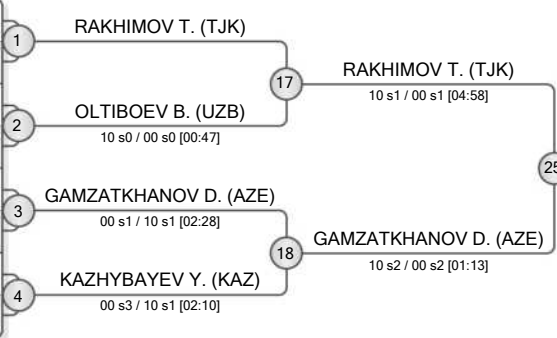 RAKHIMOV T. (TJK)
1
17
RAKHIMOV T. (TJK)
10 s1 / 00 s1 [04:58]
OLTIBOEV B. (UZB)
2
10 s0 / 00 s0 [00:47]
25
GAMZATKHANOV D. (AZE)
3
00 s1 / 10 s1 [02:28]
18
GAMZATKHANOV D. (AZE)
10 s2 / 00 s2 [01:13]
KAZHYBAYEV Y. (KAZ)
4
00 s3 / 10 s1 [02:10]